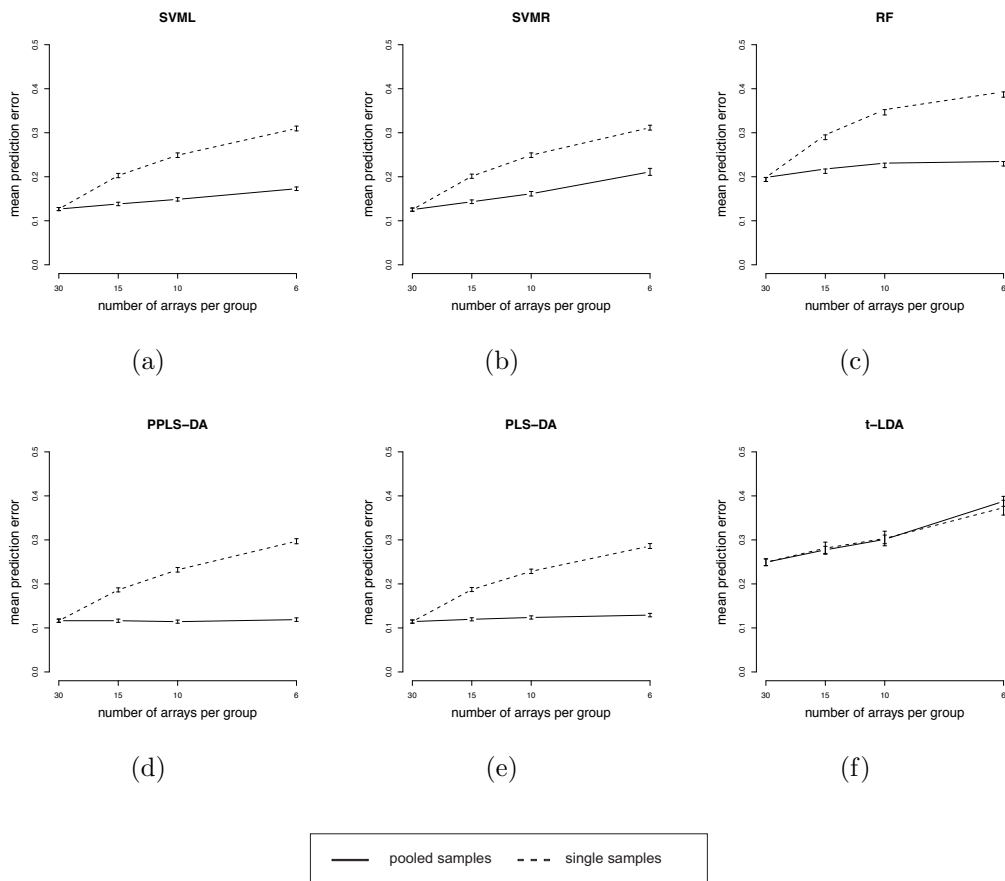 SVML
mean prediction error
0.0 0.1 0.2 0.3 0.4 0.5
30 15 10 6
number of arrays per group
(a)
SVMR
mean prediction error
0.0 0.1 0.2 0.3 0.4 0.5
30 15 10 6
number of arrays per group
(b)
RF
mean prediction error
0.0 0.1 0.2 0.3 0.4 0.5
30 15 10 6
number of arrays per group
(c)
PPLS−DA
mean prediction error
0.0 0.1 0.2 0.3 0.4 0.5
30 15 10 6
number of arrays per group
(d)
PLS−DA
mean prediction error
0.0 0.1 0.2 0.3 0.4 0.5
30 15 10 6
number of arrays per group
(e)
t−LDA
mean prediction error
0.0 0.1 0.2 0.3 0.4 0.5
30 15 10 6
number of arrays per group
(f)
pooled samples single samples